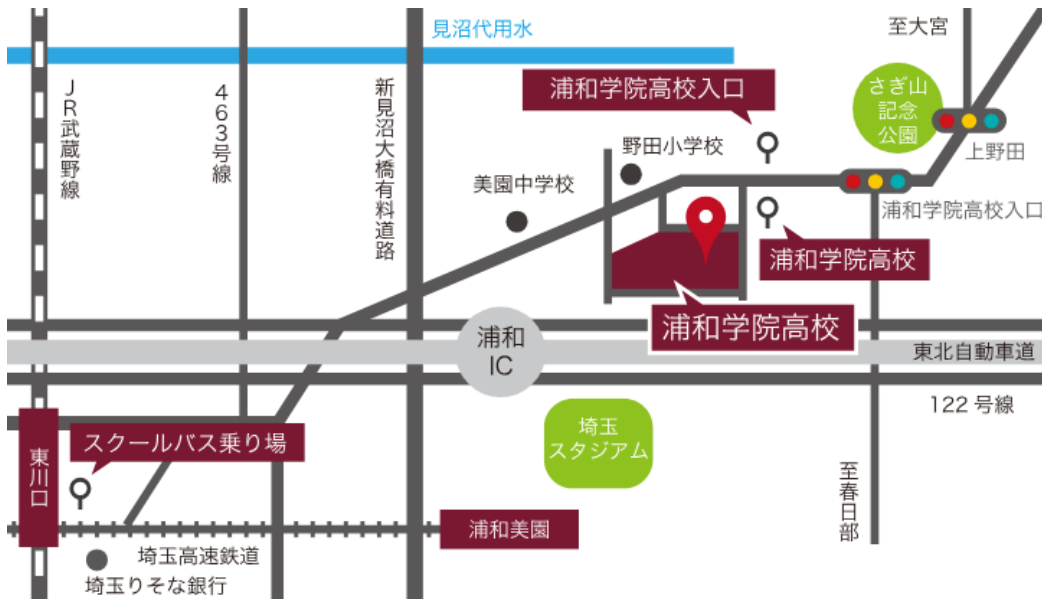 見沼代用水
至大宮
さぎ山
記念
公園
浦和学院高校入口
JR武蔵野線
463号線
新見沼大橋有料道路
野田小学校
上野田
美園中学校
浦和学院高校入口
浦和学院高校
浦和学院高校
浦和
IC
東北自動車道
122号線
埼玉
スタジアム
スクールバス乗り場
東川口
至春日部
浦和美園
埼玉高速鉄道
埼玉りそな銀行